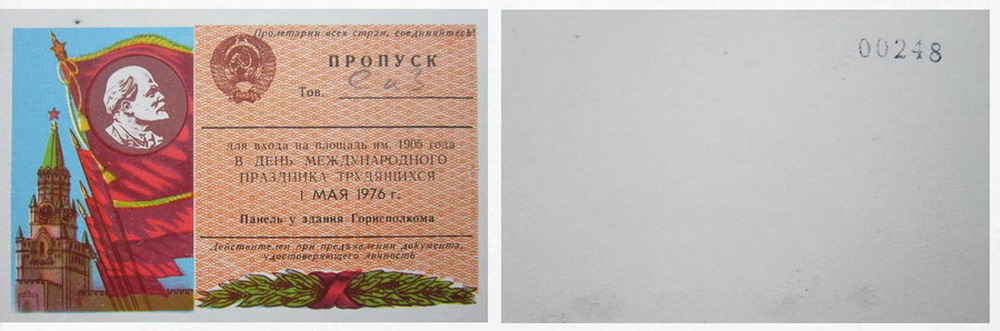 Пролетарии всех стран, соединяйтесь!
ПРОПУСК
Тов.
для входа на площадь им. 1905 года
В ДЕНЬ МЕЖДУНАРОДНОГО
ПРАЗДНИКА ТРУДЯЩИХСЯ
1 МАЯ 1976 г.
Панель у здания Горисполкома
Действителен при предъявлении документа,
удостоверяющего личность
00248